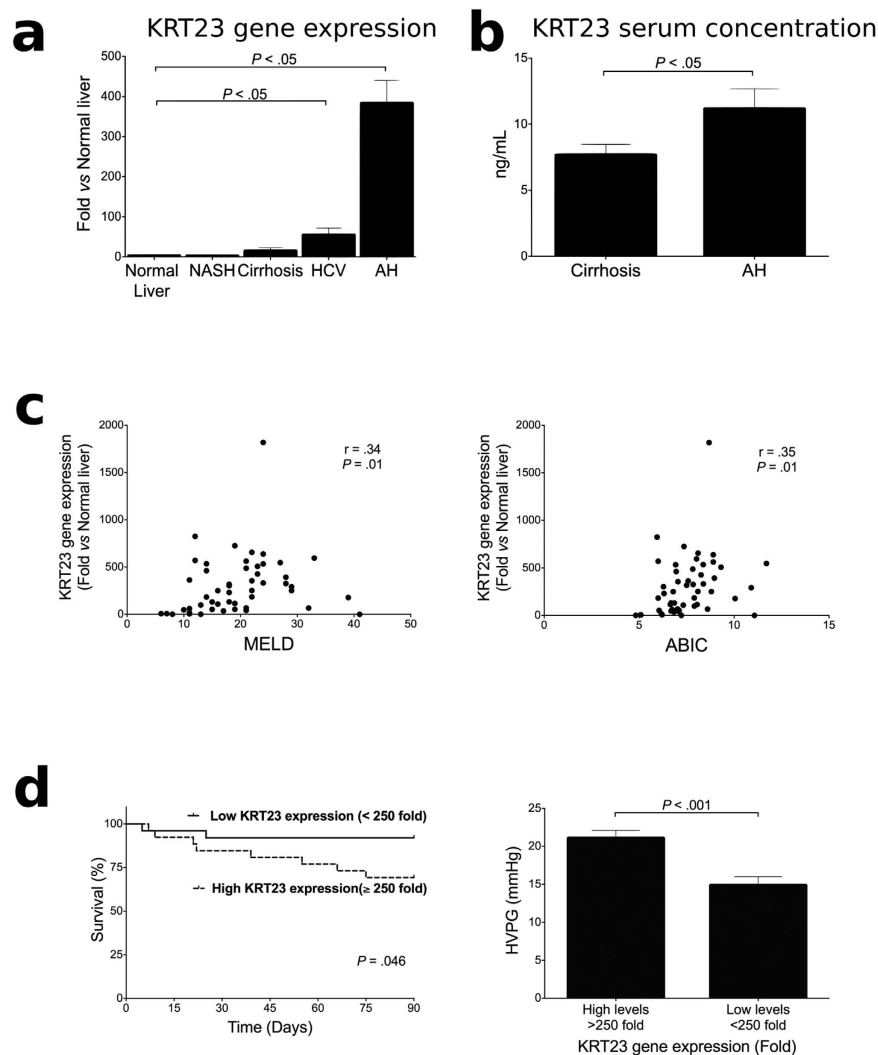 a
KRT23 gene expression
Fold vs Normal liver
500
400
300
200
100
0
P < .05
P < .05
Normal
Liver
NASH
Cirrhosis
HCV
AH
b
KRT23 serum concentration
ng/mL
15
10
5
0
P < .05
Cirrhosis
AH
c
KRT23 gene expression
(Fold vs Normal liver)
2000
1500
1000
500
0
r = .34
P = .01
0
10
20
30
40
50
MELD
KRT23 gene expression
(Fold vs Normal liver)
2000
1500
1000
500
0
r = .35
P = .01
0
5
10
15
ABIC
d
Survival (%)
100
75
50
25
0
Low KRT23 expression (< 250 fold)
High KRT23 expression(≥ 250 fold)
P = .046
0
15
30
45
60
75
90
Time (Days)
HVPG (mmHg)
25
20
15
10
5
0
P < .001
High levels
>250 fold
Low levels
<250 fold
KRT23 gene expression (Fold)